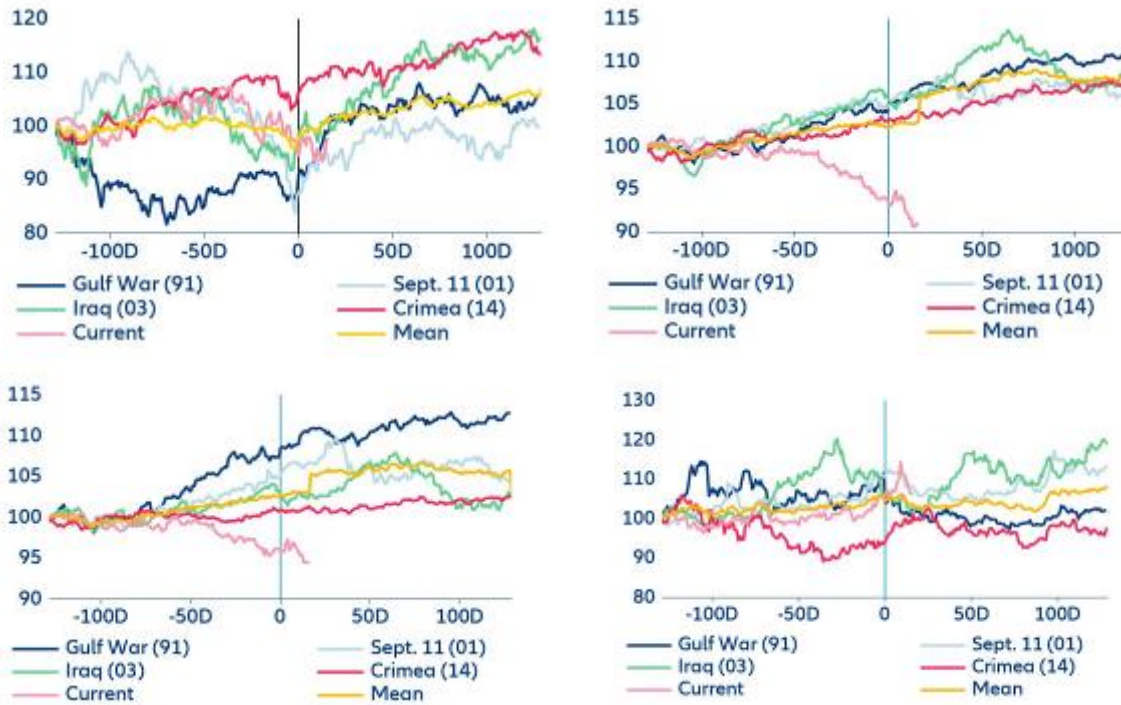 120
110
100
90
80
-100D -50D 0 50D 100D
Gulf War (91) Sept. 11 (01)
Iraq (03) Crimea (14)
Current Mean
115
110
105
100
95
90
-100D -50D 0 50D 100D
Gulf War (91) Sept. 11 (01)
Iraq (03) Crimea (14)
Current Mean
115
110
105
100
95
90
-100D -50D 0 50D 100D
Gulf War (91) Sept. 11 (01)
Iraq (03) Crimea (14)
Current Mean
130
120
110
100
90
80
-100D -50D 0 50D 100D
Gulf War (91) Sept. 11 (01)
Iraq (03) Crimea (14)
Current Mean